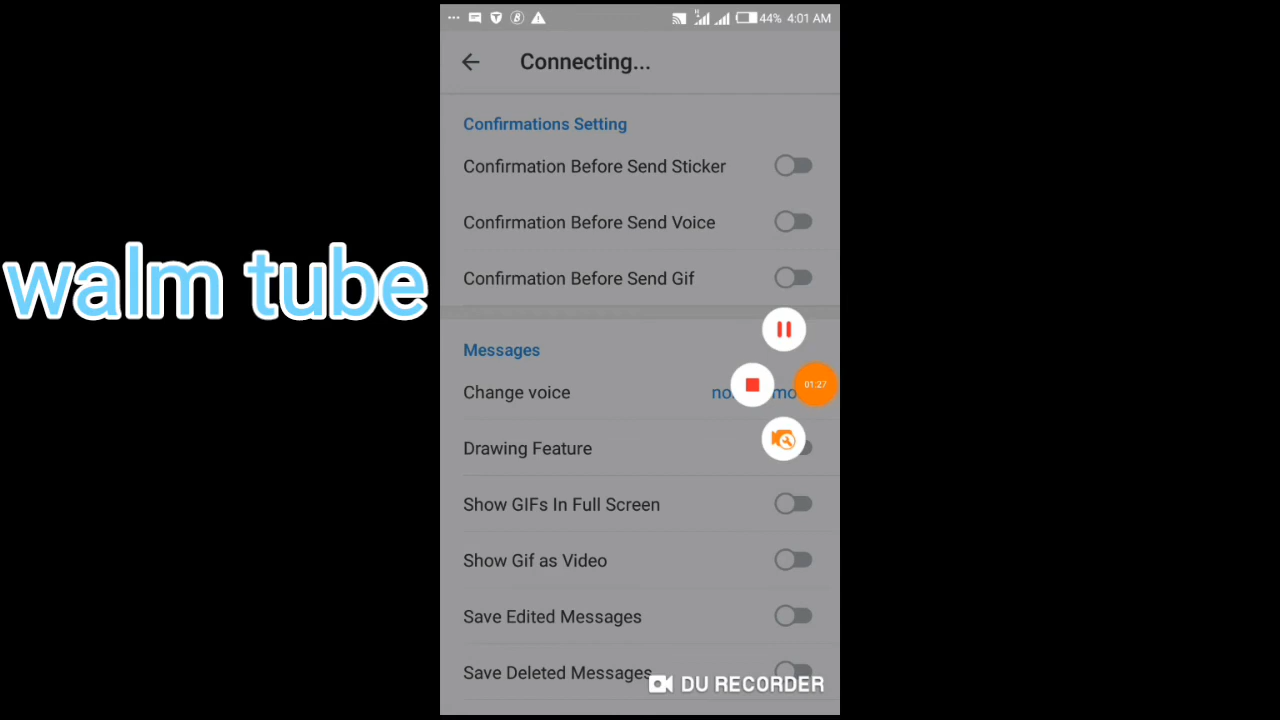 44% 4:01 AM
Connecting...
Confirmations Setting
Confirmation Before Send Sticker
Confirmation Before Send Voice
walm tube
Confirmation Before Send Gif
Messages
Change voice
01:27
Drawing Feature
Show GIFs In Full Screen
Show Gif as Video
Save Edited Messages
Save Deleted Messages
DU RECORDER